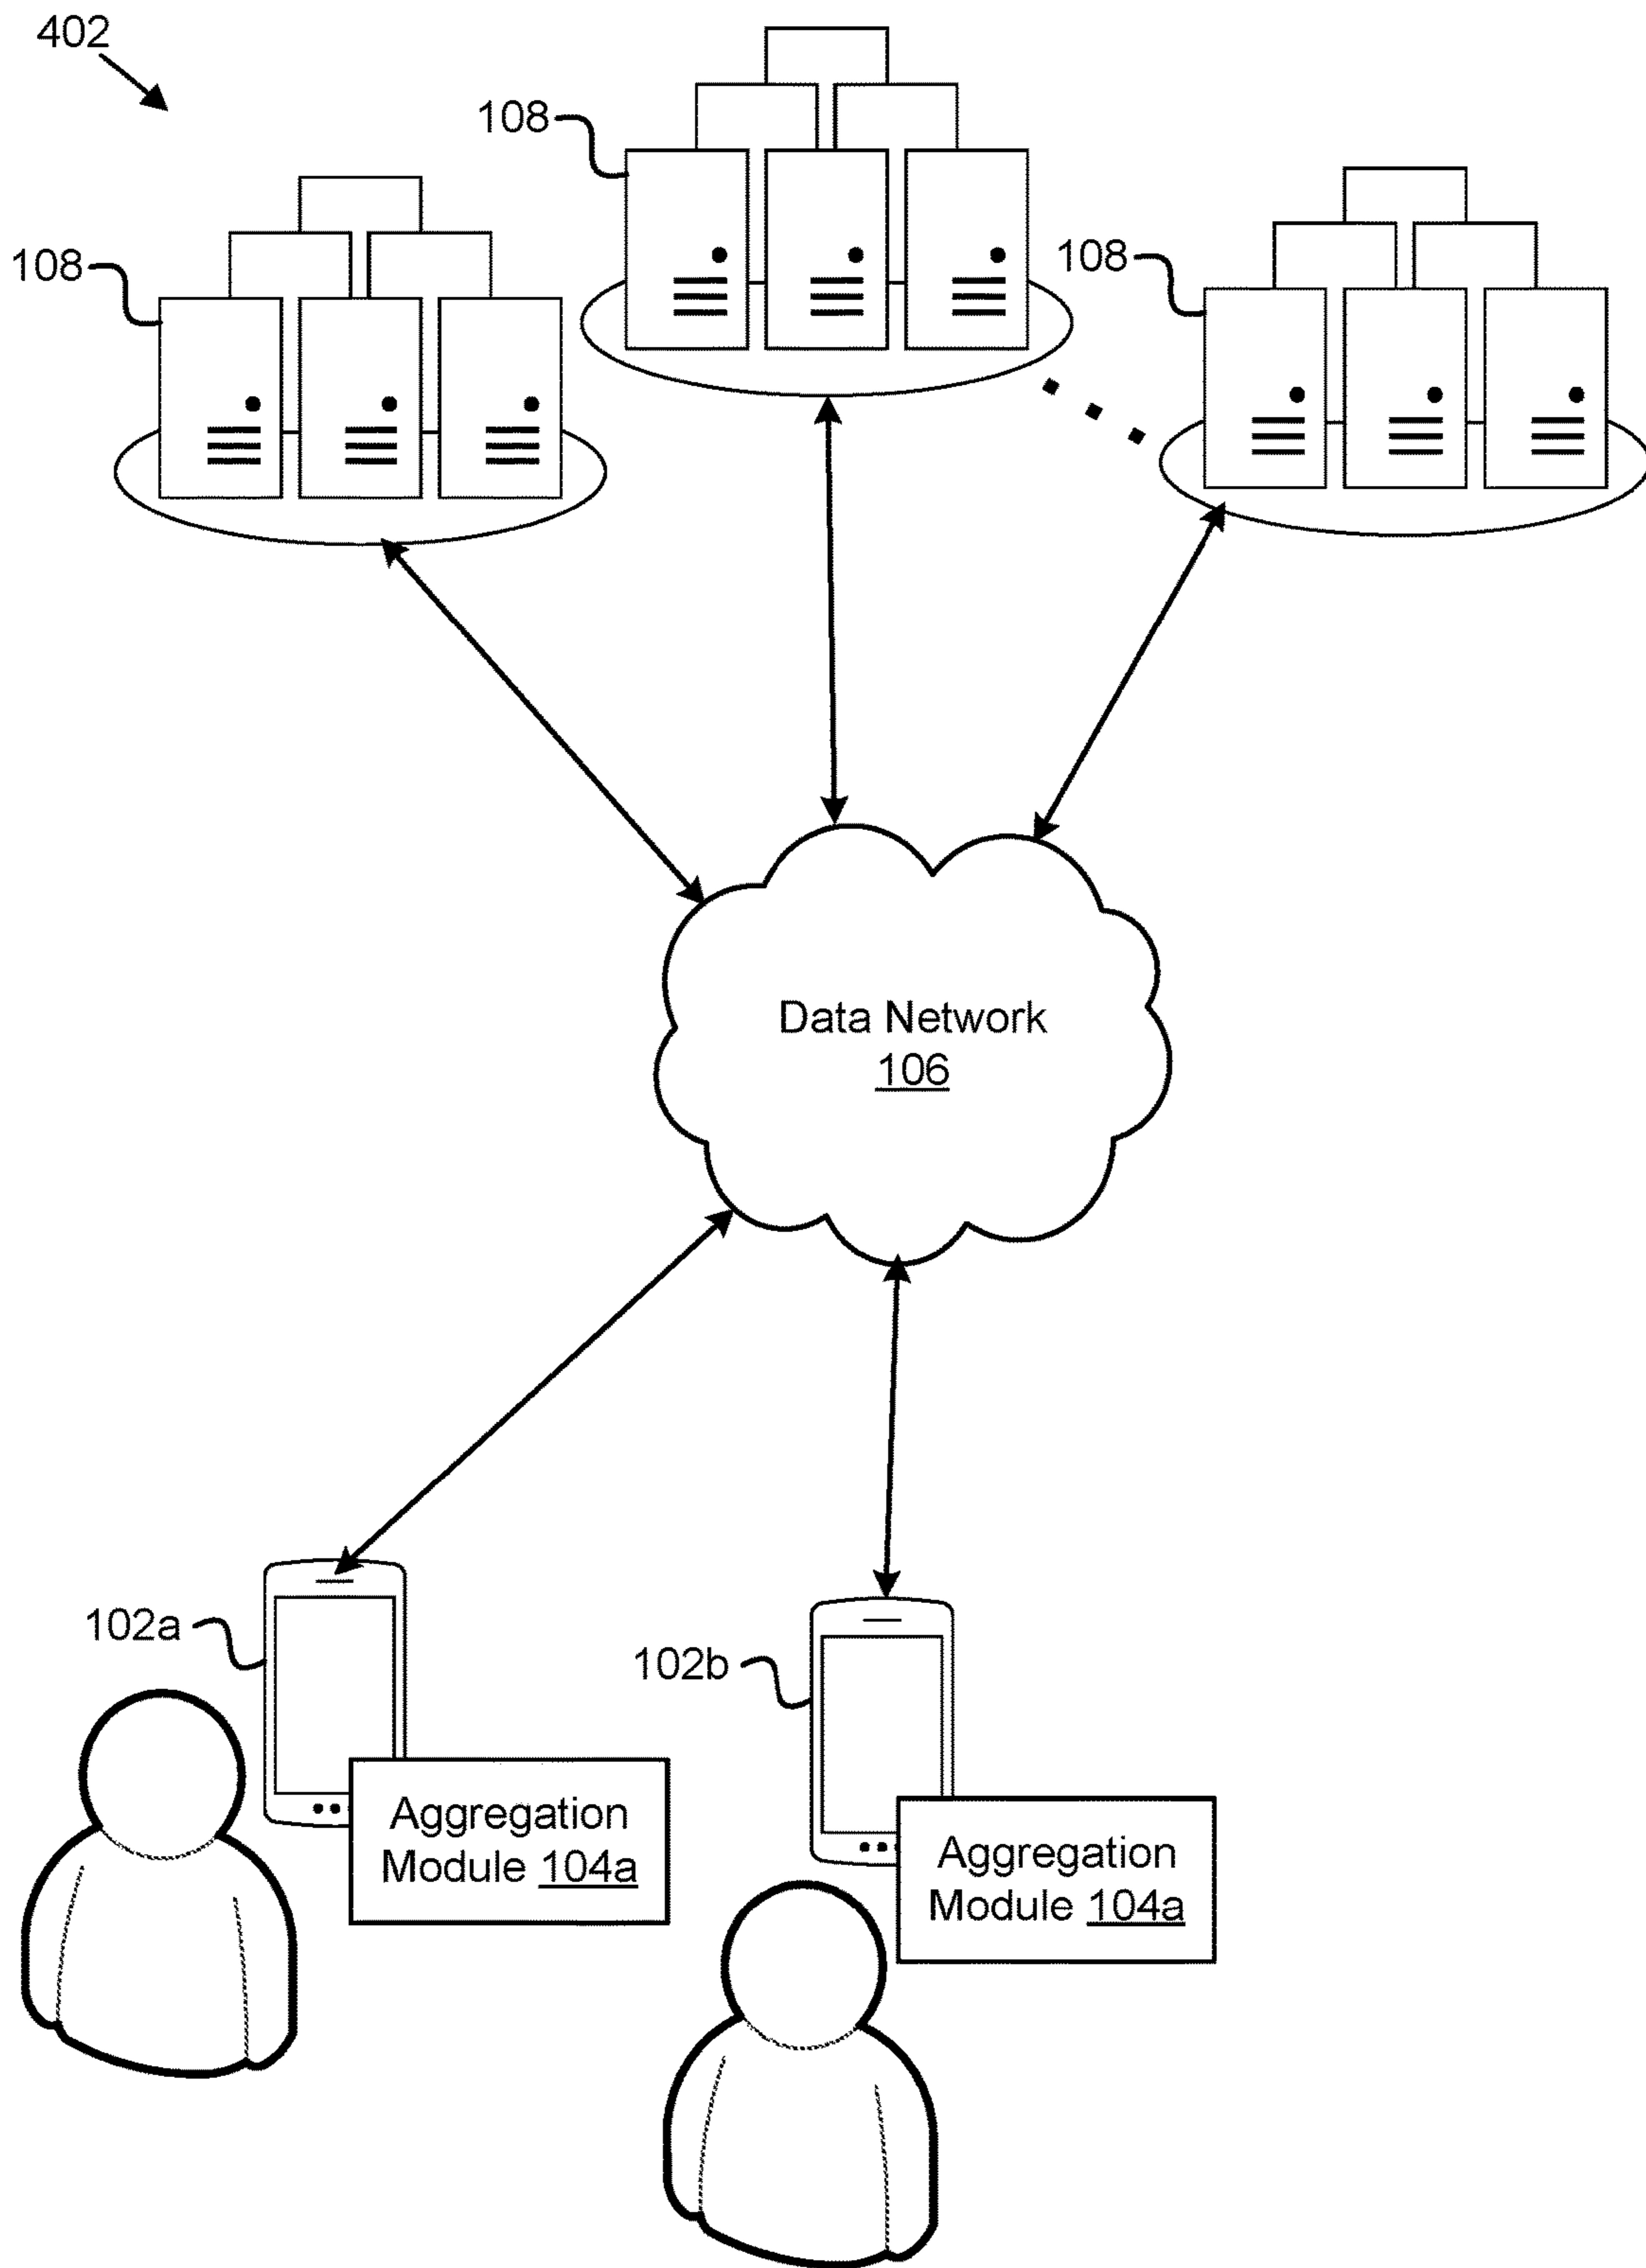 402
108
108
108
Data Network
106
102a
102b
Aggregation
Module 104a
Aggregation
Module 104a